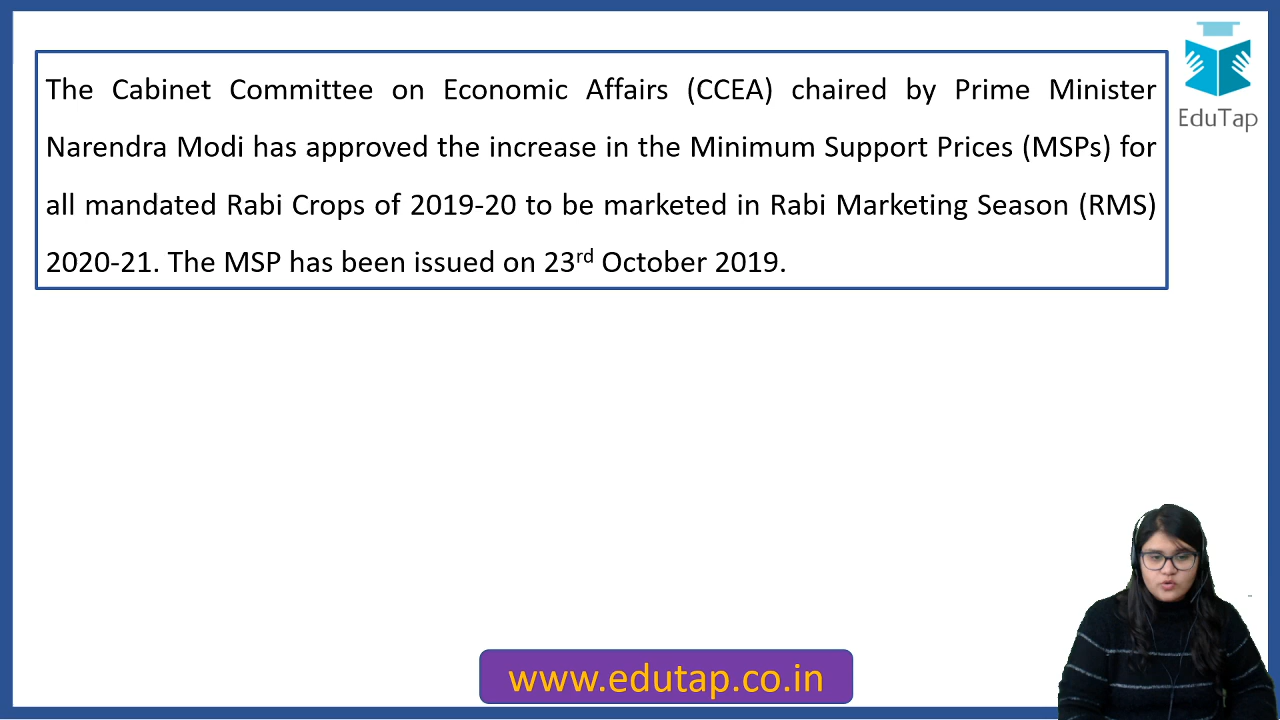 The Cabinet Committee on Economic Affairs (CCEA) chaired by Prime Minister
Narendra Modi has approved the increase in the Minimum Support Prices (MSPs) for
all mandated Rabi Crops of 2019-20 to be marketed in Rabi Marketing Season (RMS)
2020-21. The MSP has been issued on 23rd October 2019.
EduTap
www.edutap.co.in